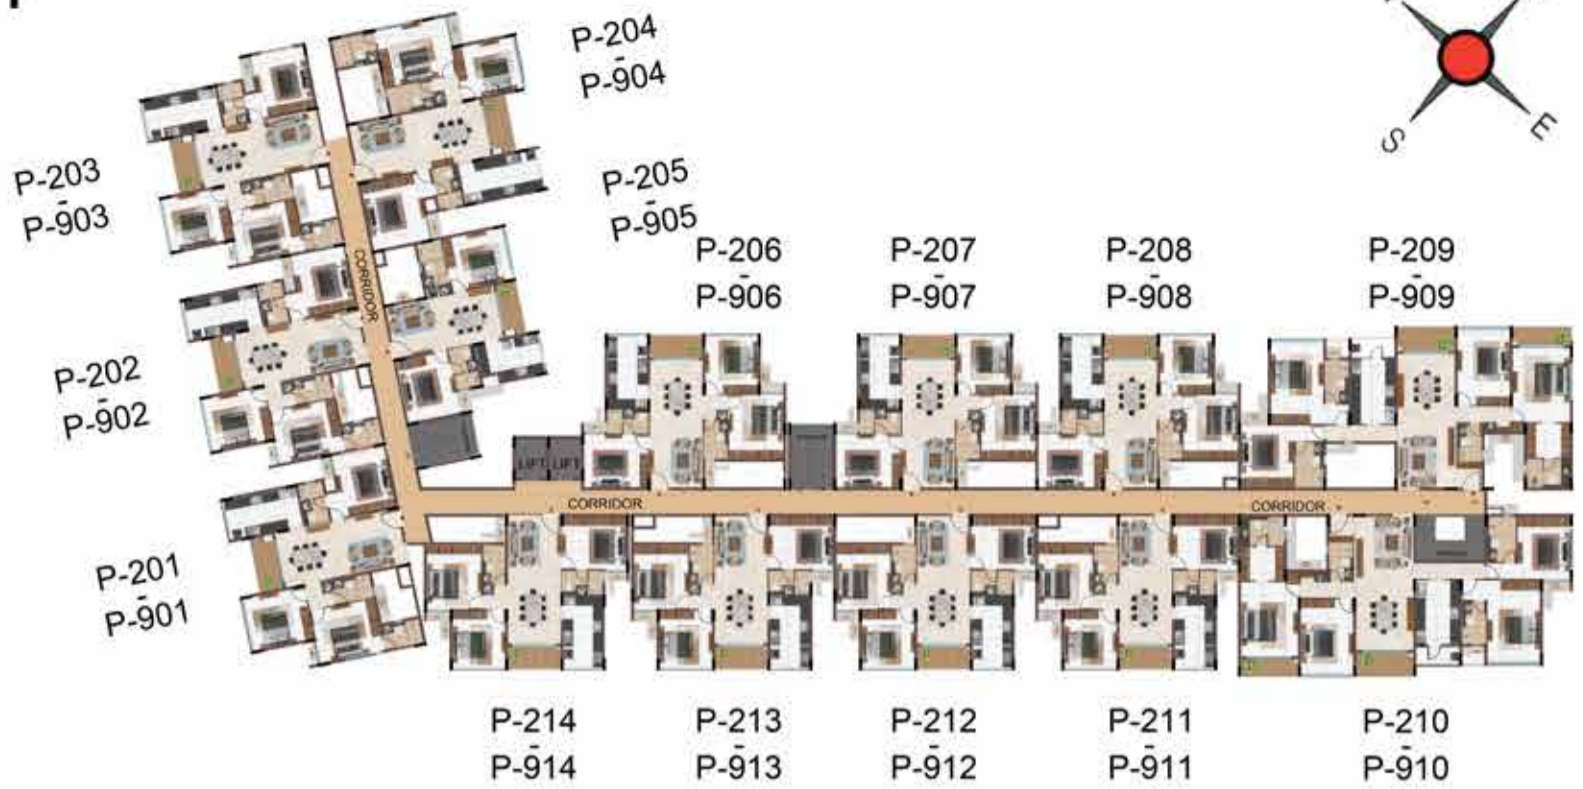 P-204
-
P-904
S
E
P-203
-
P-903
P-205
-
P-905
CORRIDOR
P-206
-
P-906
P-207
-
P-907
P-208
-
P-908
P-209
-
P-909
P-202
-
P-902
LIFT LIFT
CORRIDOR
CORRIDOR
P-201
-
P-901
P-214
-
P-914
P-213
-
P-913
P-212
-
P-912
P-211
-
P-911
P-210
-
P-910